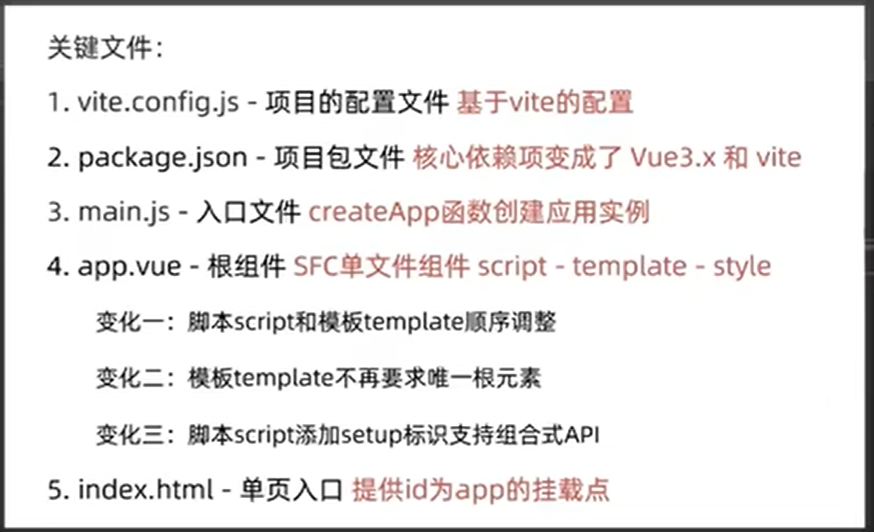 关键文件：
1. vite.config.js - 项目的配置文件 基于vite的配置
2. package.json - 项目包文件 核心依赖项变成了 Vue3.x 和 vite
3. main.js - 入口文件 createApp函数创建应用实例
4. app.vue - 根组件 SFC单文件组件 script - template - style
变化一：脚本script和模板template顺序调整
变化二：模板template不再要求唯一根元素
变化三：脚本script添加setup标识支持组合式API
5. index.html - 单页入口 提供id为app的挂载点